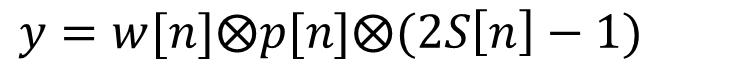 y = w[n]⊗p[n]⊗(2S[n] − 1)